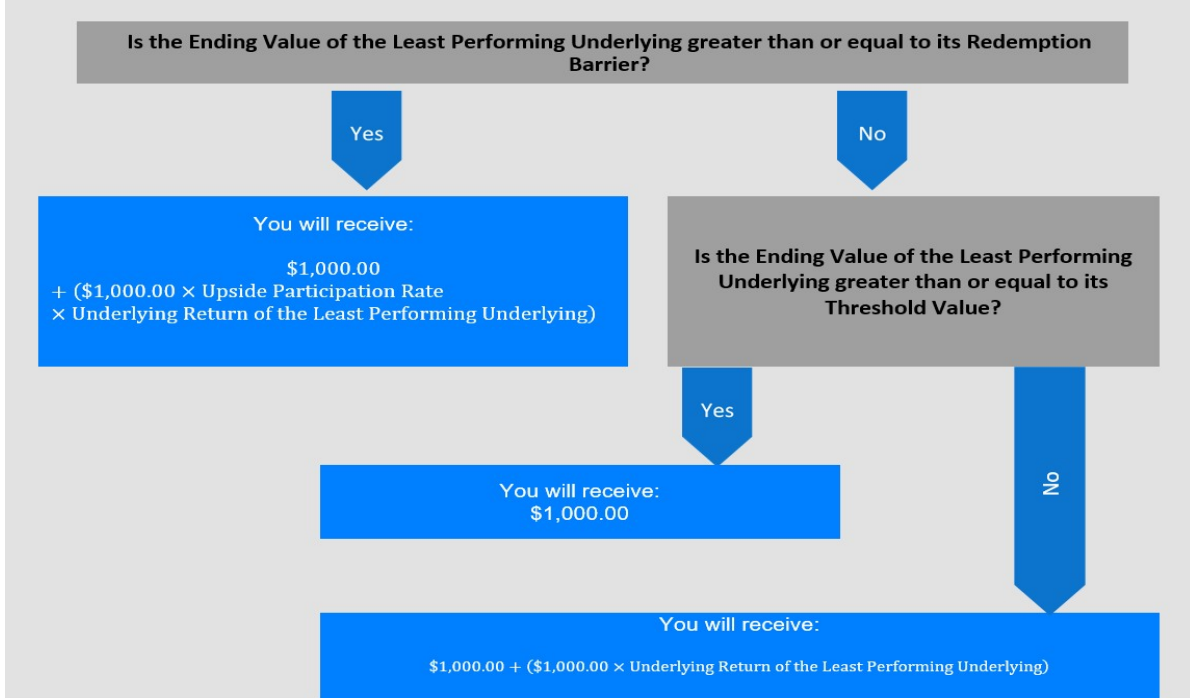 Is the Ending Value of the Least Performing Underlying greater than or equal to its Redemption
Barrier?
Yes
No
You will receive:
$1,000.00
+ ($1,000.00 × Upside Participation Rate
× Underlying Return of the Least Performing Underlying)
Is the Ending Value of the Least Performing
Underlying greater than or equal to its
Threshold Value?
Yes
No
You will receive:
$1,000.00
You will receive:
$1,000.00 + ($1,000.00 × Underlying Return of the Least Performing Underlying)